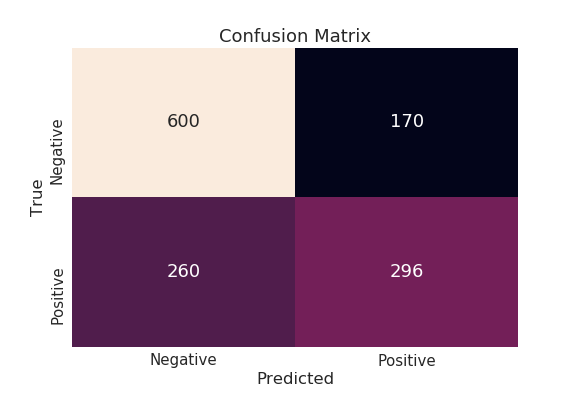 Confusion Matrix
True
Negative
600
170
Positive
260
296
Negative
Positive
Predicted